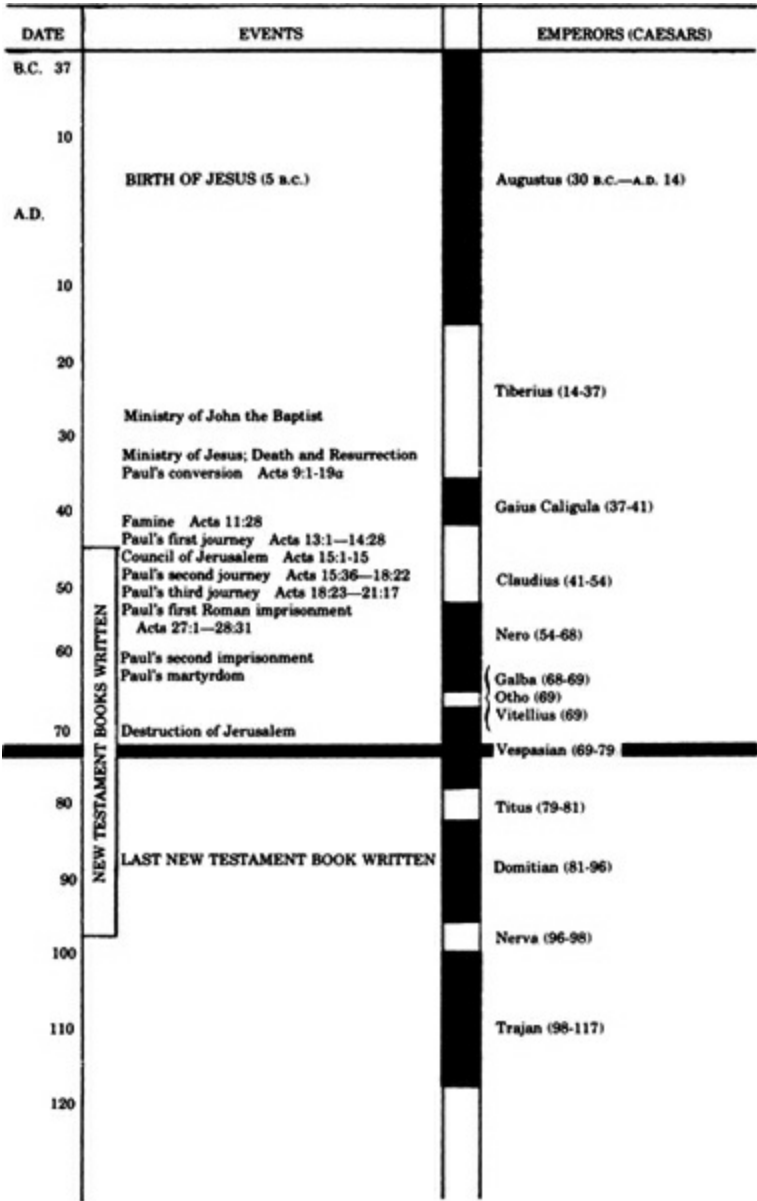 DATE EVENTS EMPERORS (CAESARS)
B.C. 37
10
BIRTH OF JESUS (5 B.C.) Augustus (30 B.C.—A.D. 14)
A.D.
10
20
Tiberius (14-37)
Ministry of John the Baptist
30
Ministry of Jesus; Death and Resurrection
Paul's conversion Acts 9:1-19a
40 Gaius Caligula (37-41)
Famine Acts 11:28
Paul's first journey Acts 13:1—14:28
Council of Jerusalem Acts 15:1-15
Paul's second journey Acts 15:36—18:22
50 Claudius (41-54)
Paul's third journey Acts 18:23—21:17
Paul's first Roman imprisonment
Acts 27:1—28:31
Nero (54-68)
60
Paul's second imprisonment
Paul's martyrdom Galba (68-69)
Otho (69)
Vitellius (69)
70 Destruction of Jerusalem
Vespasian (69-79
NEW TESTAMENT BOOKS WRITTEN
80 Titus (79-81)
LAST NEW TESTAMENT BOOK WRITTEN Domitian (81-96)
90
Nerva (96-98)
100
110 Trajan (98-117)
120